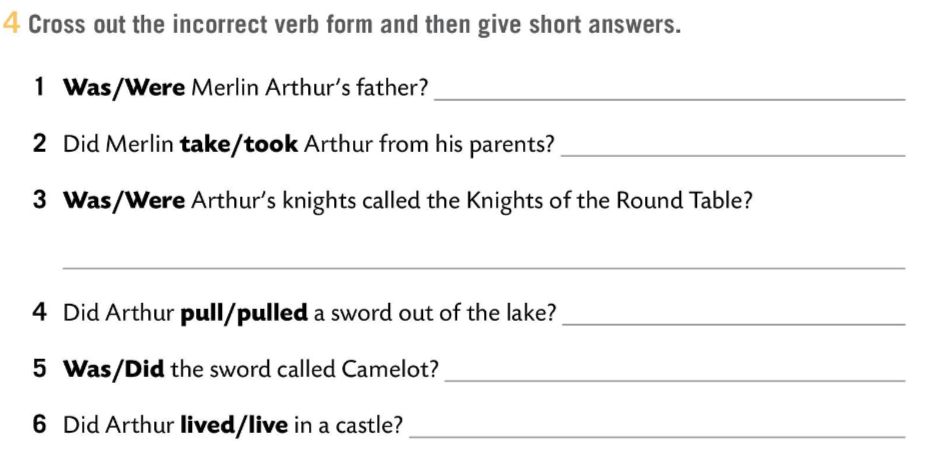 4 Cross out the incorrect verb form and then give short answers.
1 Was/Were Merlin Arthur’s father?
2 Did Merlin take/took Arthur from his parents?
3 Was/Were Arthur’s knights called the Knights of the Round Table?
4 Did Arthur pull/pulled a sword out of the lake?
5 Was/Did the sword called Camelot?
6 Did Arthur lived/live in a castle?